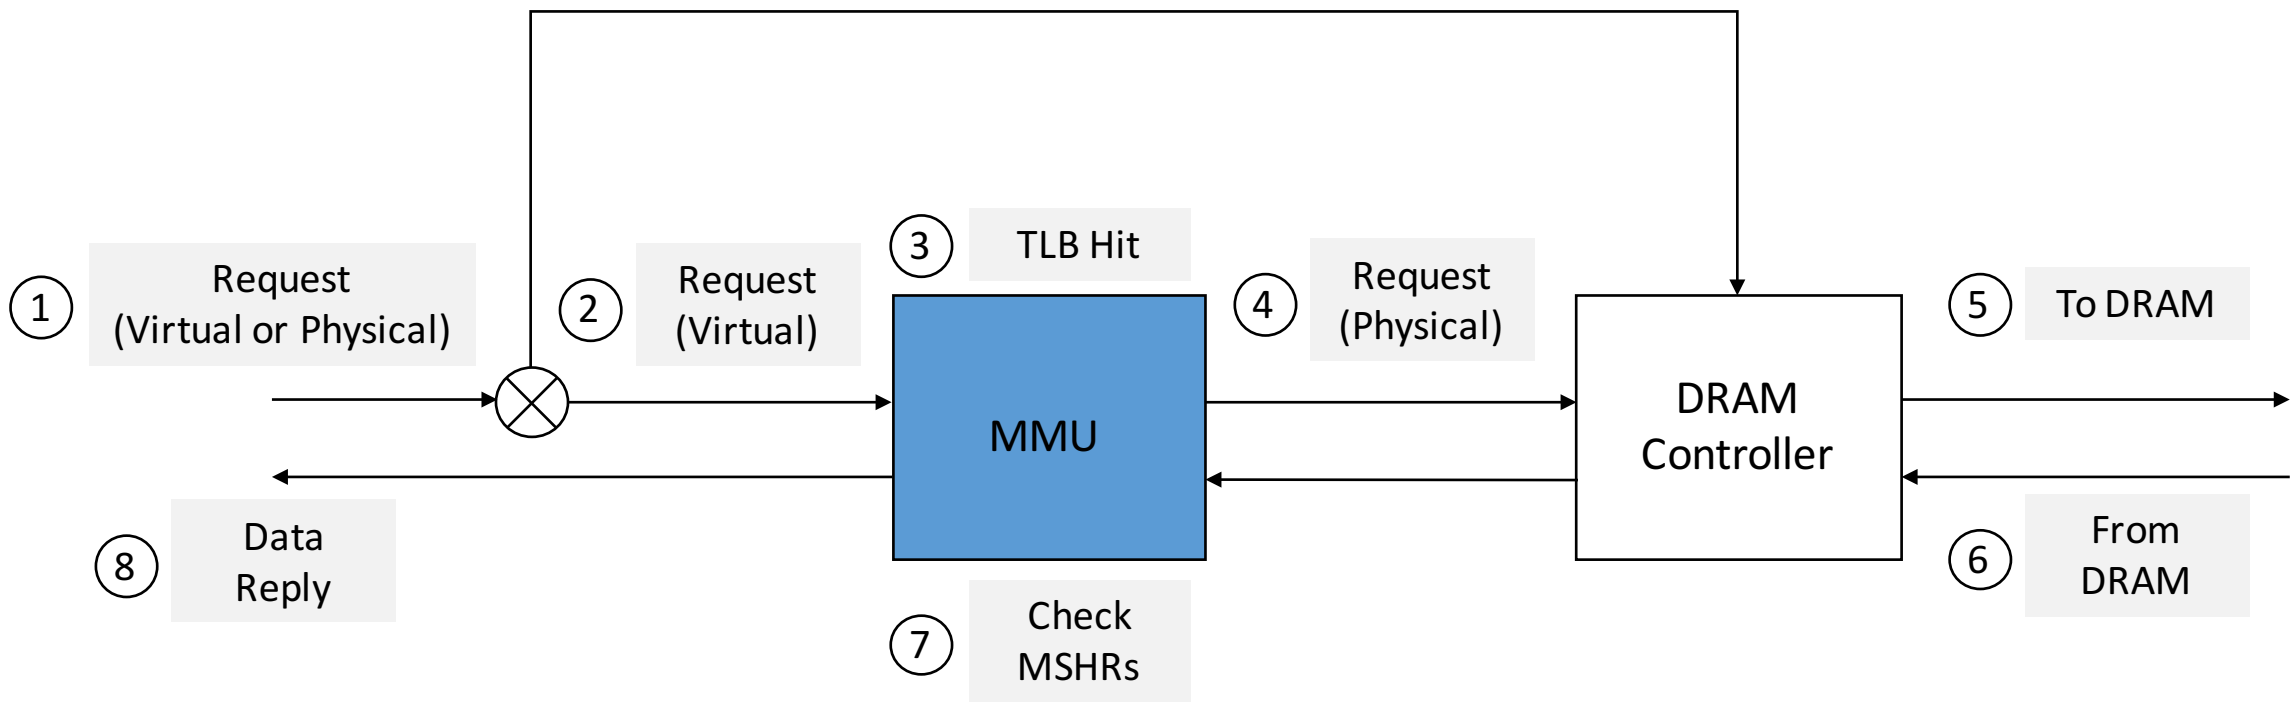 1
Request
(Virtual or Physical)
2
Request
(Virtual)
3
TLB Hit
4
Request
(Physical)
5
To DRAM
MMU
DRAM
Controller
6
From
DRAM
7
Check
MSHRs
8
Data
Reply